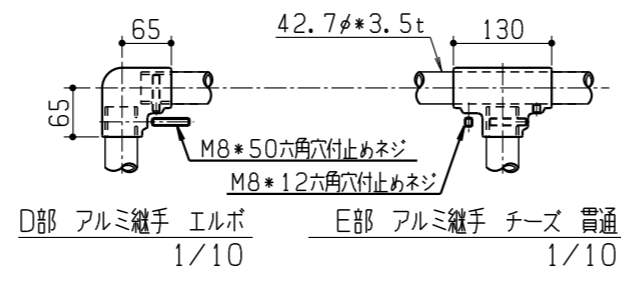 65
42.7φ*3.5t
130
65
M8*50六角穴付止めネジ
M8*12六角穴付止めネジ
D部 アルミ継手 エルボ
1/10
E部 アルミ継手 チーズ 貫通
1/10